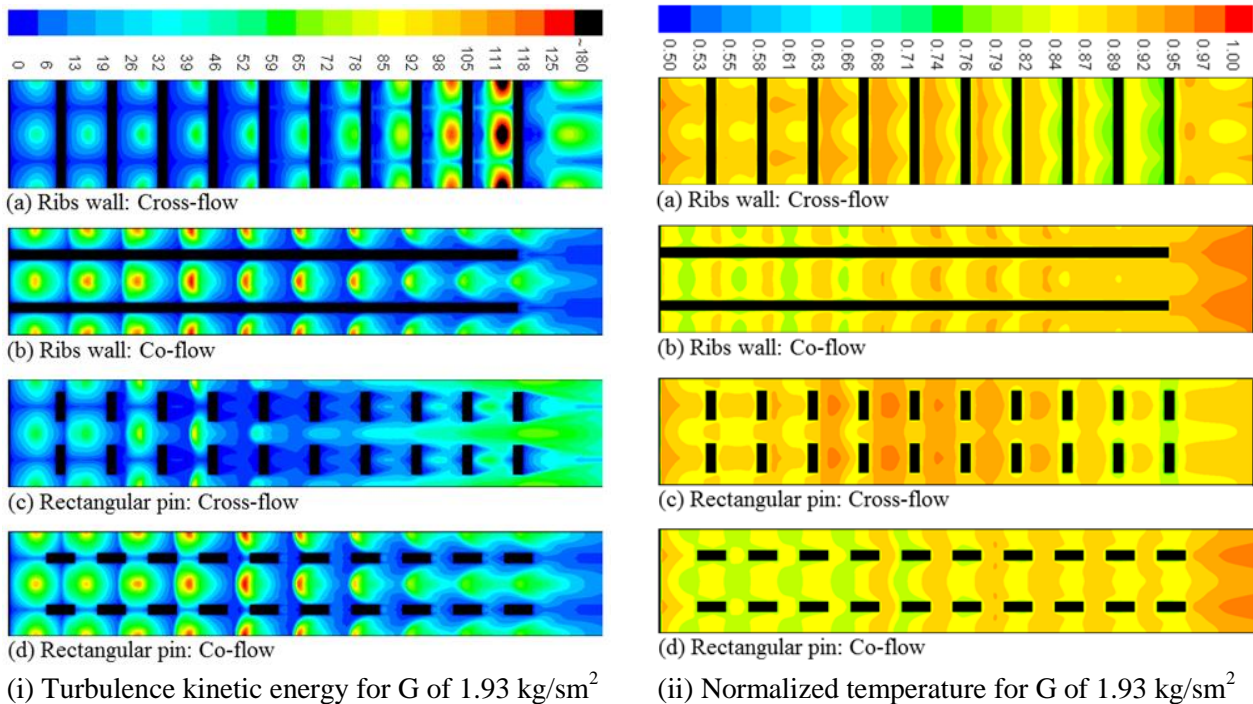 0 6 13 19 26 32 39 46 52 59 65 72 78 85 92 98 105 111 118 125 ~180
(a) Ribs wall: Cross-flow
(b) Ribs wall: Co-flow
(c) Rectangular pin: Cross-flow
(d) Rectangular pin: Co-flow
(i) Turbulence kinetic energy for G of 1.93 kg/sm²
0.50 0.53 0.55 0.58 0.61 0.63 0.66 0.68 0.71 0.74 0.76 0.79 0.82 0.84 0.87 0.89 0.92 0.95 0.97 1.00
(a) Ribs wall: Cross-flow
(b) Ribs wall: Co-flow
(c) Rectangular pin: Cross-flow
(d) Rectangular pin: Co-flow
(ii) Normalized temperature for G of 1.93 kg/sm²